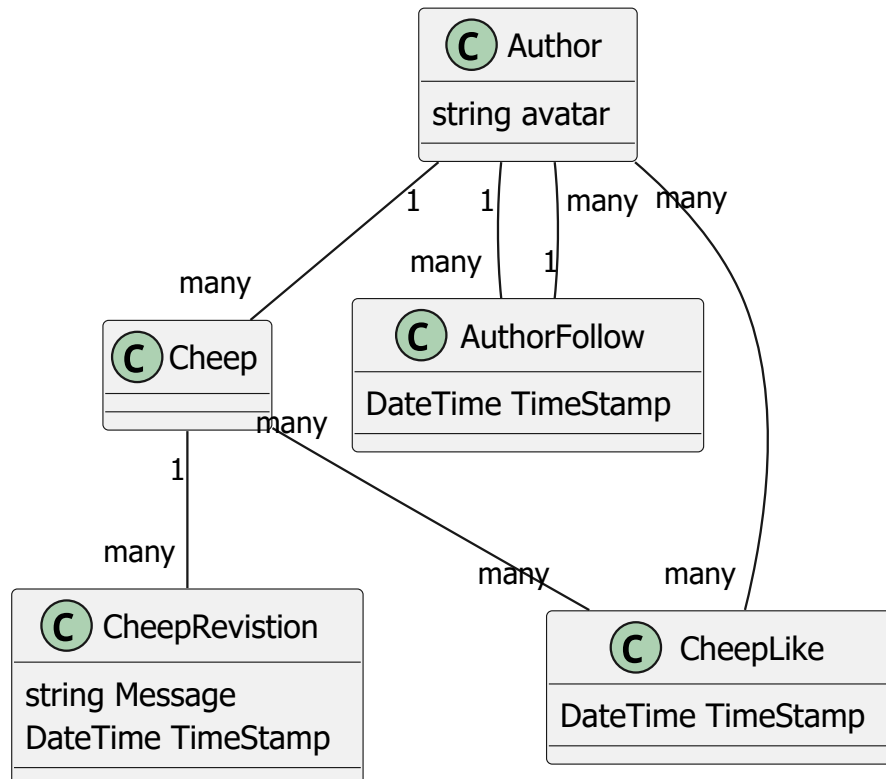 C Author
string avatar
1
1
many
many
many
1
many
C Cheep
C AuthorFollow
DateTime TimeStamp
many
1
many
many
many
C CheepRevistion
string Message
DateTime TimeStamp
C CheepLike
DateTime TimeStamp